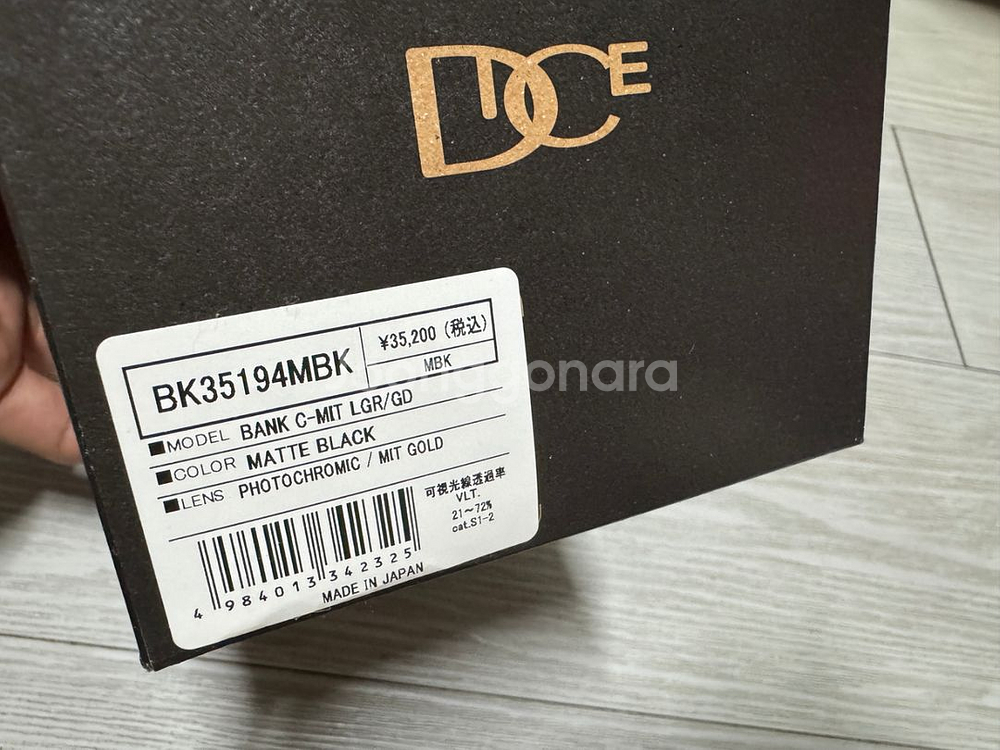 DICE
BK35194MBK
¥35,200 (税込)
MBK
■MODEL BANK C-MIT LGR/GD
■COLOR MATTE BLACK
■LENS PHOTOCHROMIC / MIT GOLD
可視光線透過率
VLT.
21~72%
cat.S1-2
4 984013 342325
MADE IN JAPAN